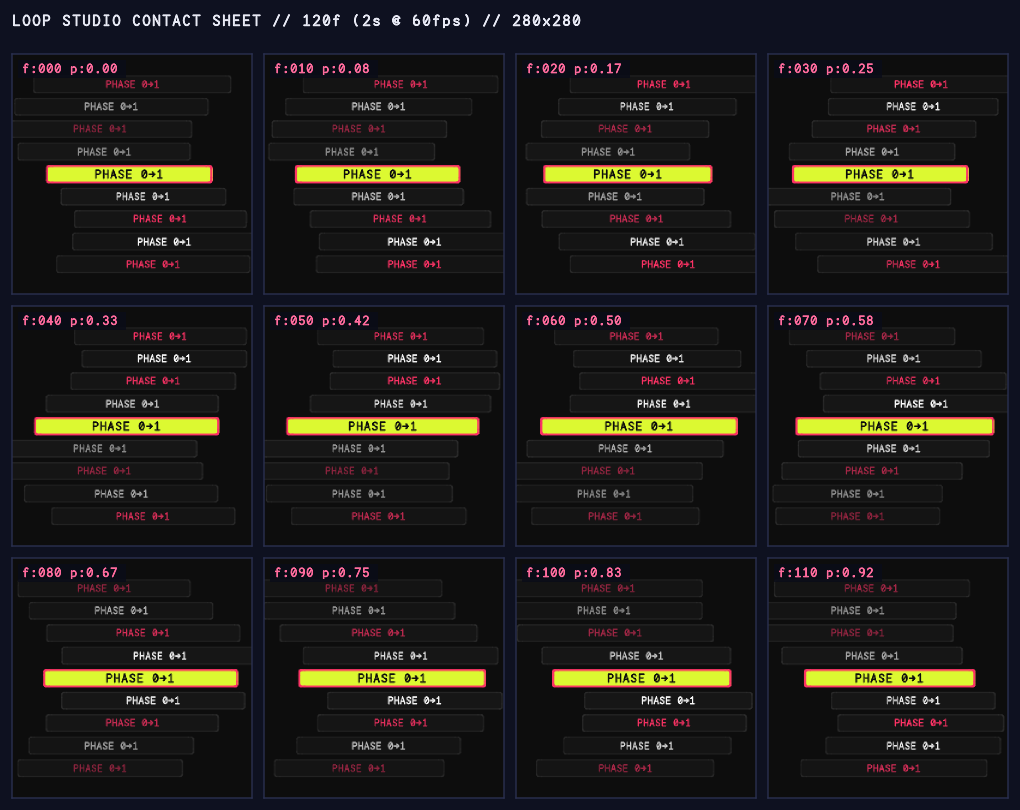 LOOP STUDIO CONTACT SHEET // 120f (2s @ 60fps) // 280x280
f:000 p:0.00
PHASE 0→1
PHASE 0→1
PHASE 0→1
PHASE 0→1
PHASE 0→1
PHASE 0→1
PHASE 0→1
PHASE 0→1
PHASE 0→1
f:010 p:0.08
PHASE 0→1
PHASE 0→1
PHASE 0→1
PHASE 0→1
PHASE 0→1
PHASE 0→1
PHASE 0→1
PHASE 0→1
PHASE 0→1
f:020 p:0.17
PHASE 0→1
PHASE 0→1
PHASE 0→1
PHASE 0→1
PHASE 0→1
PHASE 0→1
PHASE 0→1
PHASE 0→1
PHASE 0→1
f:030 p:0.25
PHASE 0→1
PHASE 0→1
PHASE 0→1
PHASE 0→1
PHASE 0→1
PHASE 0→1
PHASE 0→1
PHASE 0→1
PHASE 0→1
f:040 p:0.33
PHASE 0→1
PHASE 0→1
PHASE 0→1
PHASE 0→1
PHASE 0→1
PHASE 0→1
PHASE 0→1
PHASE 0→1
PHASE 0→1
f:050 p:0.42
PHASE 0→1
PHASE 0→1
PHASE 0→1
PHASE 0→1
PHASE 0→1
PHASE 0→1
PHASE 0→1
PHASE 0→1
PHASE 0→1
f:060 p:0.50
PHASE 0→1
PHASE 0→1
PHASE 0→1
PHASE 0→1
PHASE 0→1
PHASE 0→1
PHASE 0→1
PHASE 0→1
PHASE 0→1
f:070 p:0.58
PHASE 0→1
PHASE 0→1
PHASE 0→1
PHASE 0→1
PHASE 0→1
PHASE 0→1
PHASE 0→1
PHASE 0→1
PHASE 0→1
f:080 p:0.67
PHASE 0→1
PHASE 0→1
PHASE 0→1
PHASE 0→1
PHASE 0→1
PHASE 0→1
PHASE 0→1
PHASE 0→1
PHASE 0→1
f:090 p:0.75
PHASE 0→1
PHASE 0→1
PHASE 0→1
PHASE 0→1
PHASE 0→1
PHASE 0→1
PHASE 0→1
PHASE 0→1
PHASE 0→1
f:100 p:0.83
PHASE 0→1
PHASE 0→1
PHASE 0→1
PHASE 0→1
PHASE 0→1
PHASE 0→1
PHASE 0→1
PHASE 0→1
PHASE 0→1
f:110 p:0.92
PHASE 0→1
PHASE 0→1
PHASE 0→1
PHASE 0→1
PHASE 0→1
PHASE 0→1
PHASE 0→1
PHASE 0→1
PHASE 0→1